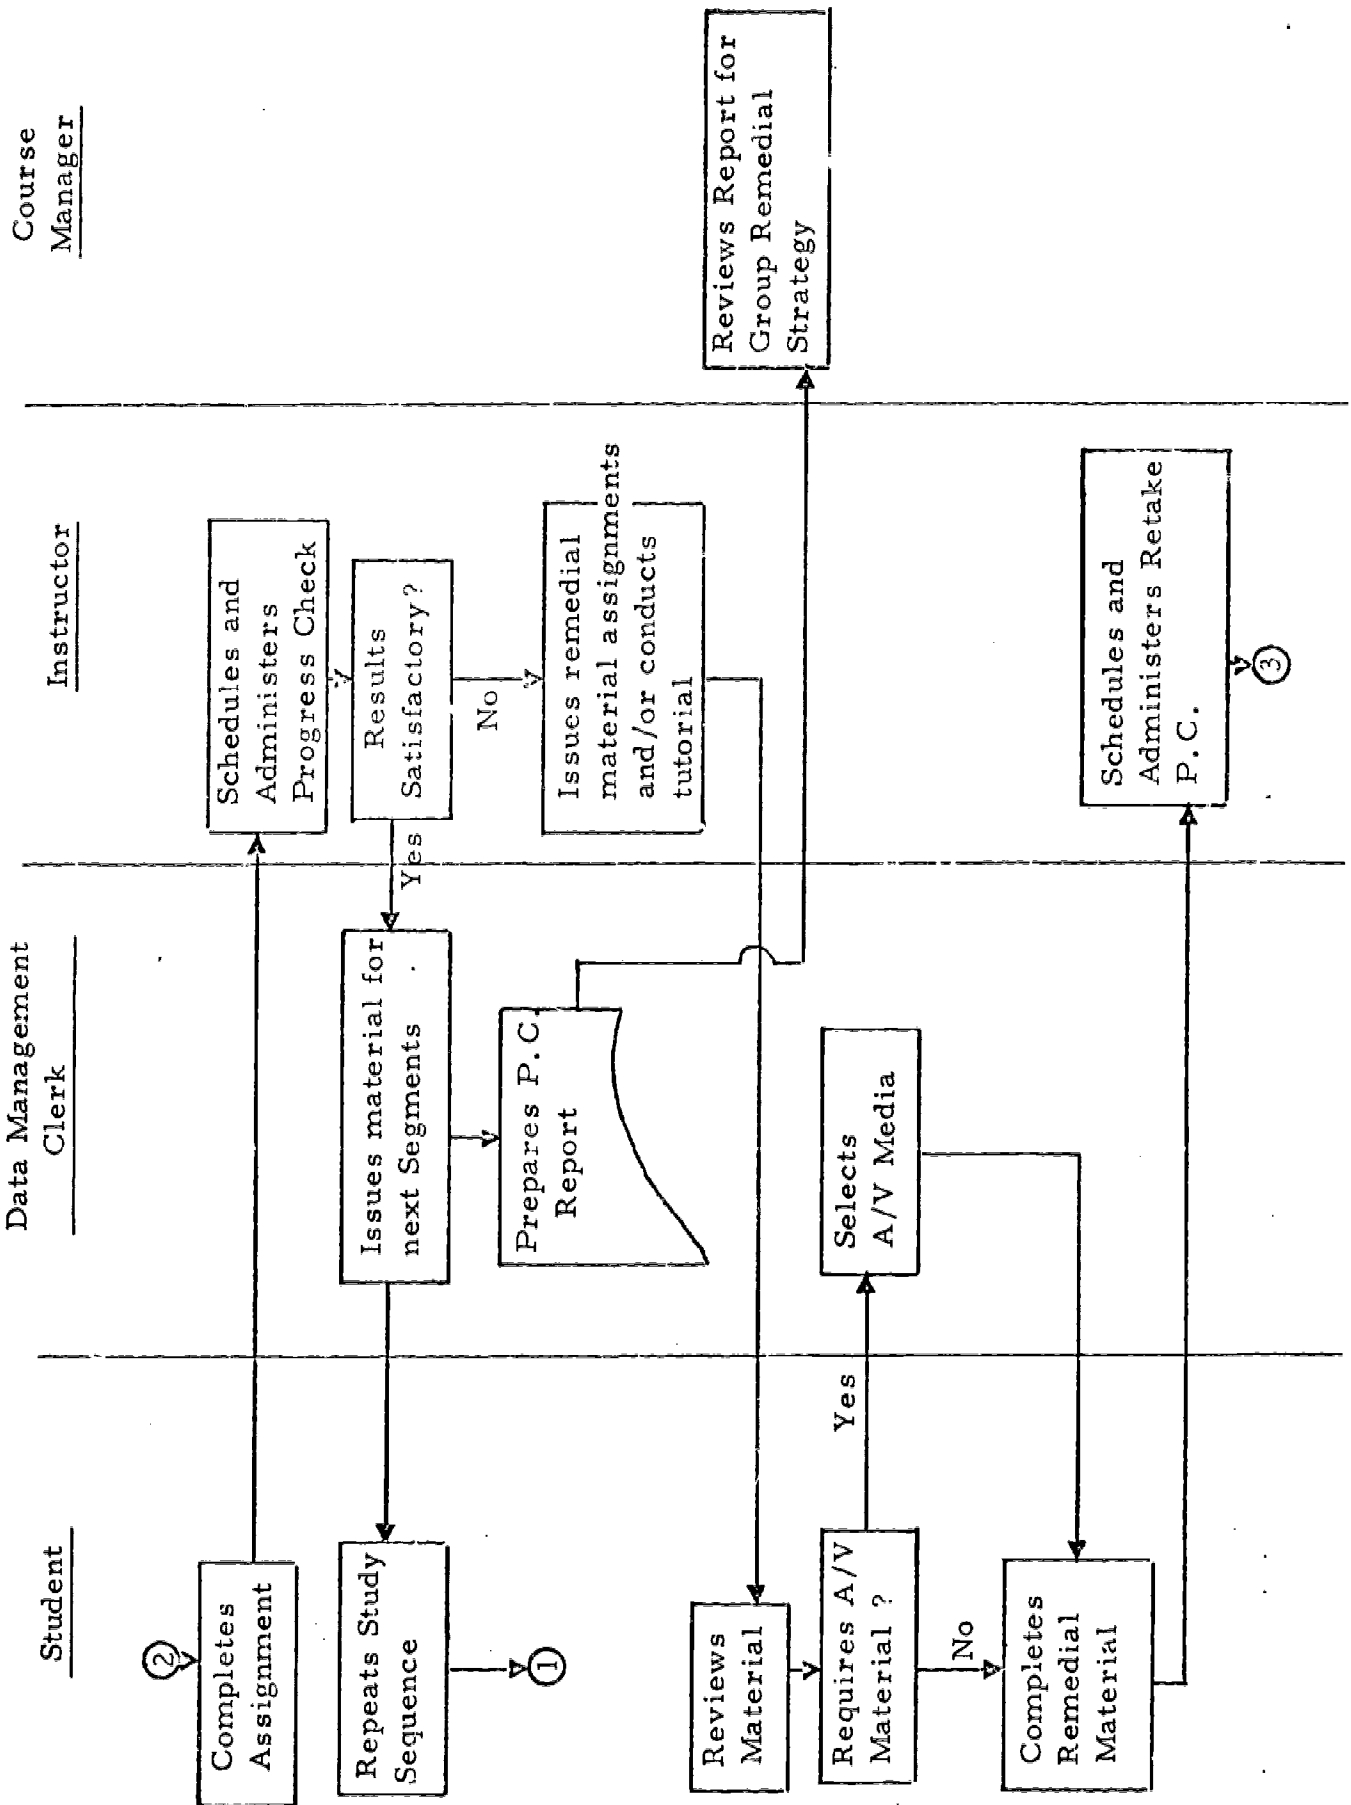 Student
Data Management
Clerk
Instructor
Course
Manager
2
Completes
Assignment
Schedules and
Administers
Progress Check
Results
Satisfactory?
Yes
No
Issues material for
next Segments
Repeats Study
Sequence
1
Prepares P.C.
Report
Issues remedial
material assignments
and/or conducts
tutorial
Reviews Report for
Group Remedial
Strategy
Reviews
Material
Requires A/V
Material ?
Yes
No
Selects
A/V Media
Completes
Remedial
Material
Schedules and
Administers Retake
P.C.
3